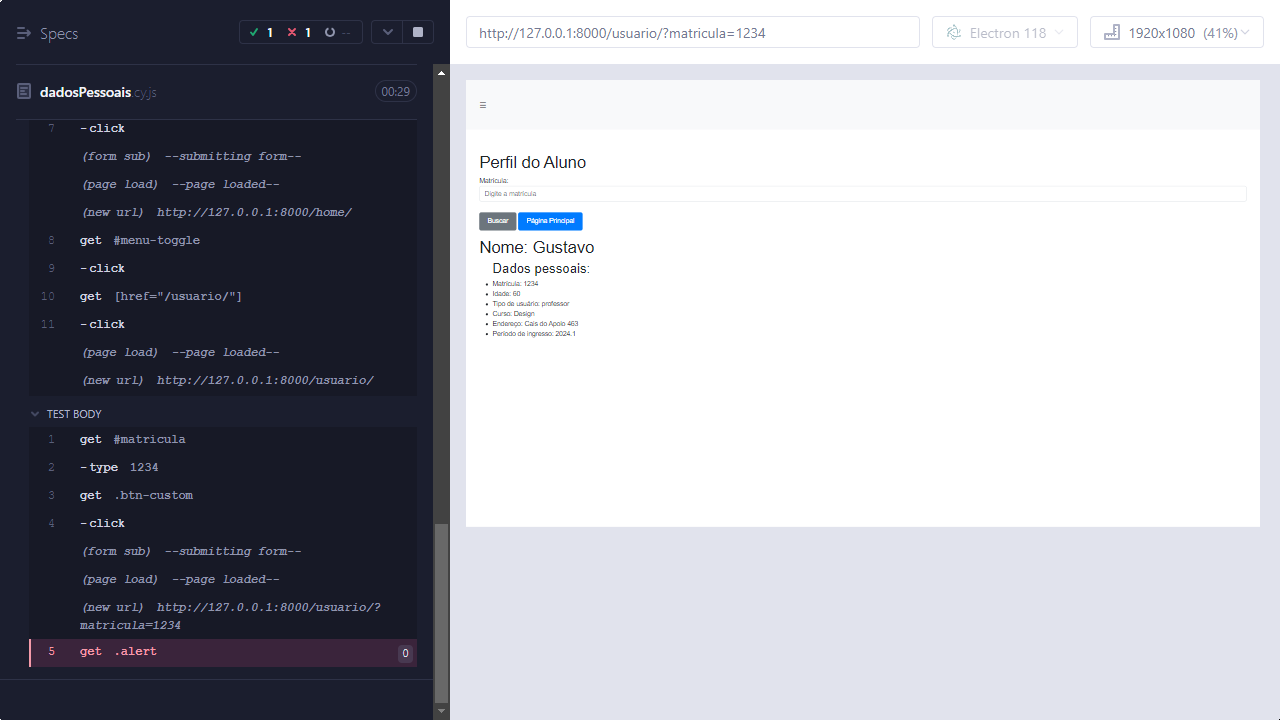 Specs
1 1 --
dadosPessoais.cy.js 00:29
7 -click
(form sub) --submitting form--
(page load) --page loaded--
(new url) http://127.0.0.1:8000/home/
8 get #menu-toggle
9 -click
10 get [href="/usuario/"]
11 -click
(page load) --page loaded--
(new url) http://127.0.0.1:8000/usuario/
TEST BODY
1 get #matricula
2 -type 1234
3 get .btn-custom
4 -click
(form sub) --submitting form--
(page load) --page loaded--
(new url) http://127.0.0.1:8000/usuario/?
matricula=1234
5 get .alert 0
http://127.0.0.1:8000/usuario/?matricula=1234
Electron 118
1920x1080 (41%)
☰
Perfil do Aluno
Matrícula:
Digite a matrícula
Buscar Página Principal
Nome: Gustavo
Dados pessoais:
• Matrícula: 1234
• Idade: 60
• Tipo de usuário: professor
• Curso: Design
• Endereço: Cais do Apolo 463
• Período de ingresso: 2024.1